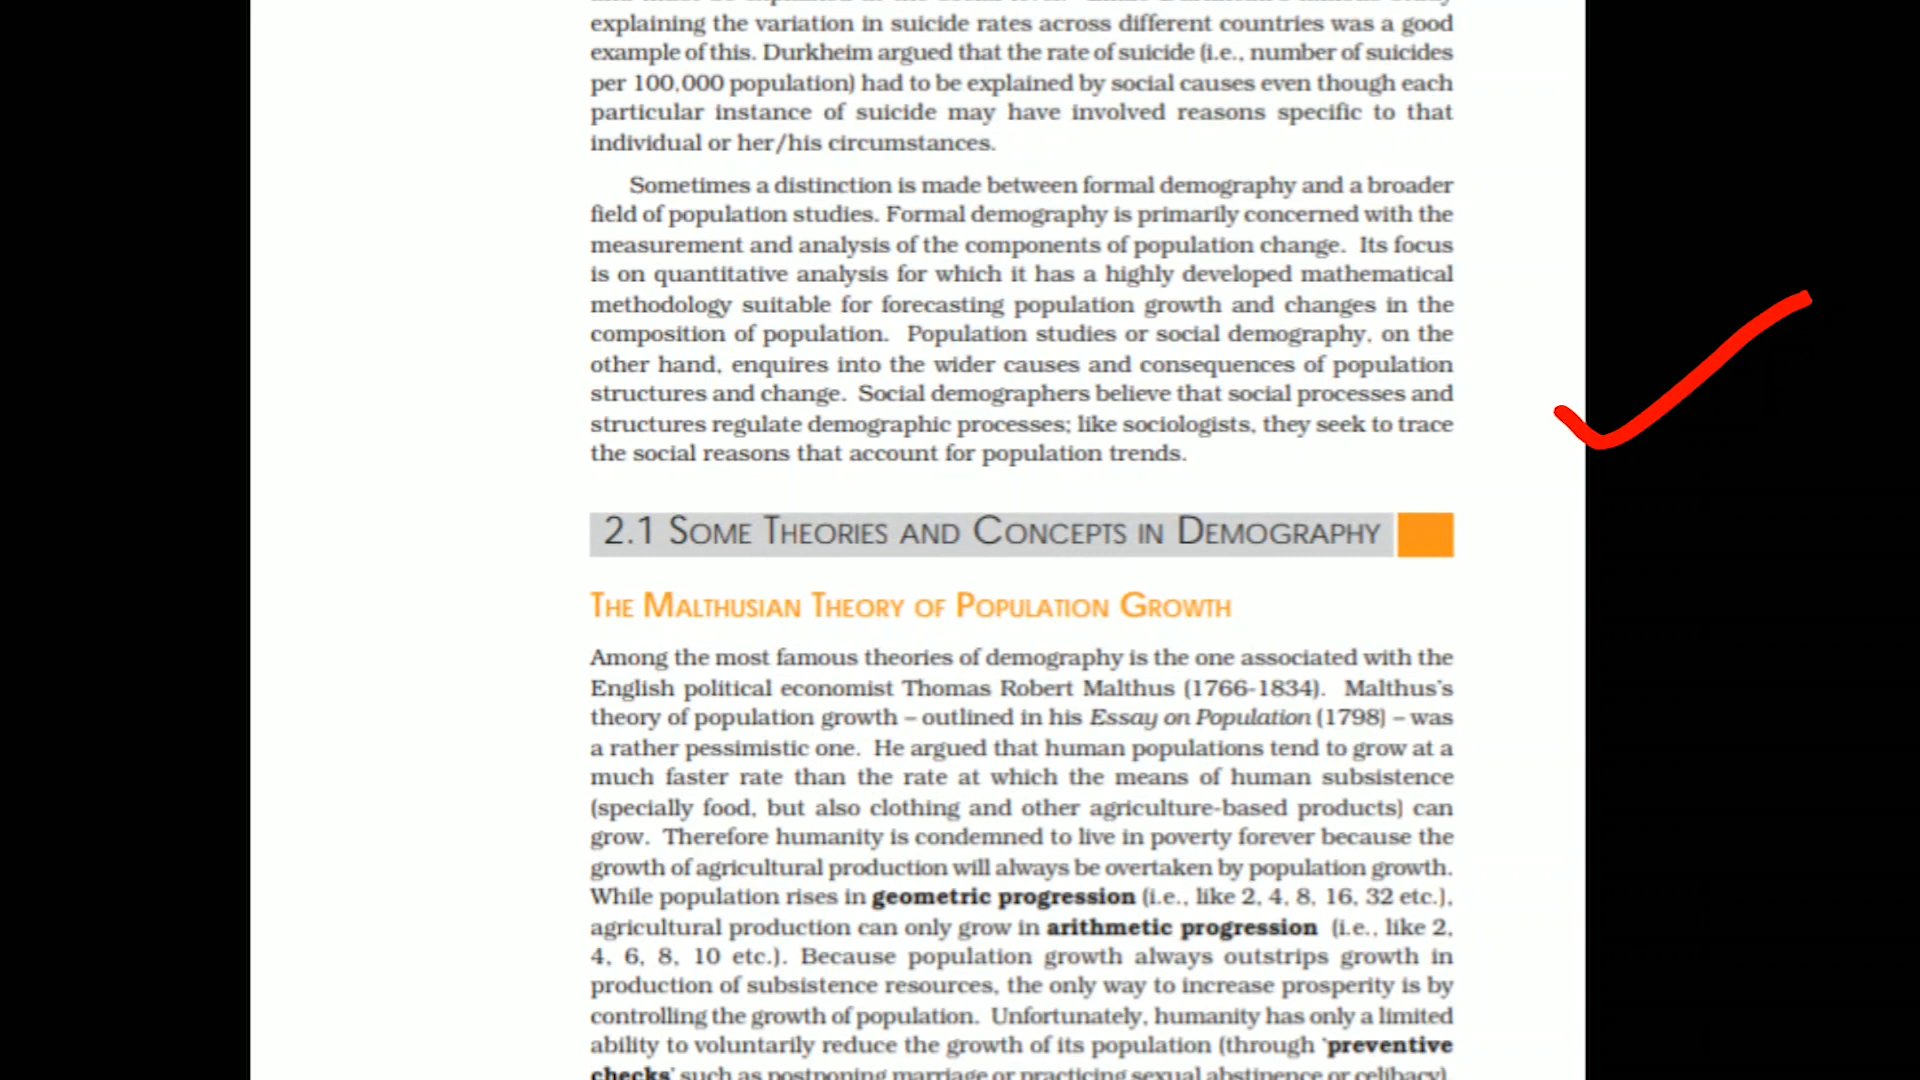 explaining the variation in suicide rates across different countries was a good
example of this. Durkheim argued that the rate of suicide (i.e., number of suicides
per 100,000 population) had to be explained by social causes even though each
particular instance of suicide may have involved reasons specific to that
individual or her/his circumstances.
Sometimes a distinction is made between formal demography and a broader
field of population studies. Formal demography is primarily concerned with the
measurement and analysis of the components of population change. Its focus
is on quantitative analysis for which it has a highly developed mathematical
methodology suitable for forecasting population growth and changes in the
composition of population. Population studies or social demography, on the
other hand, enquires into the wider causes and consequences of population
structures and change. Social demographers believe that social processes and
structures regulate demographic processes; like sociologists, they seek to trace
the social reasons that account for population trends.
2.1 Some Theories and Concepts in Demography
The Malthusian Theory of Population Growth
Among the most famous theories of demography is the one associated with the
English political economist Thomas Robert Malthus (1766-1834). Malthus's
theory of population growth – outlined in his Essay on Population (1798) – was
a rather pessimistic one. He argued that human populations tend to grow at a
much faster rate than the rate at which the means of human subsistence
(specially food, but also clothing and other agriculture-based products) can
grow. Therefore humanity is condemned to live in poverty forever because the
growth of agricultural production will always be overtaken by population growth.
While population rises in geometric progression (i.e., like 2, 4, 8, 16, 32 etc.),
agricultural production can only grow in arithmetic progression (i.e., like 2,
4, 6, 8, 10 etc.). Because population growth always outstrips growth in
production of subsistence resources, the only way to increase prosperity is by
controlling the growth of population. Unfortunately, humanity has only a limited
ability to voluntarily reduce the growth of its population (through 'preventive
checks' such as postponing marriage or practicing sexual abstinence or celibacy).